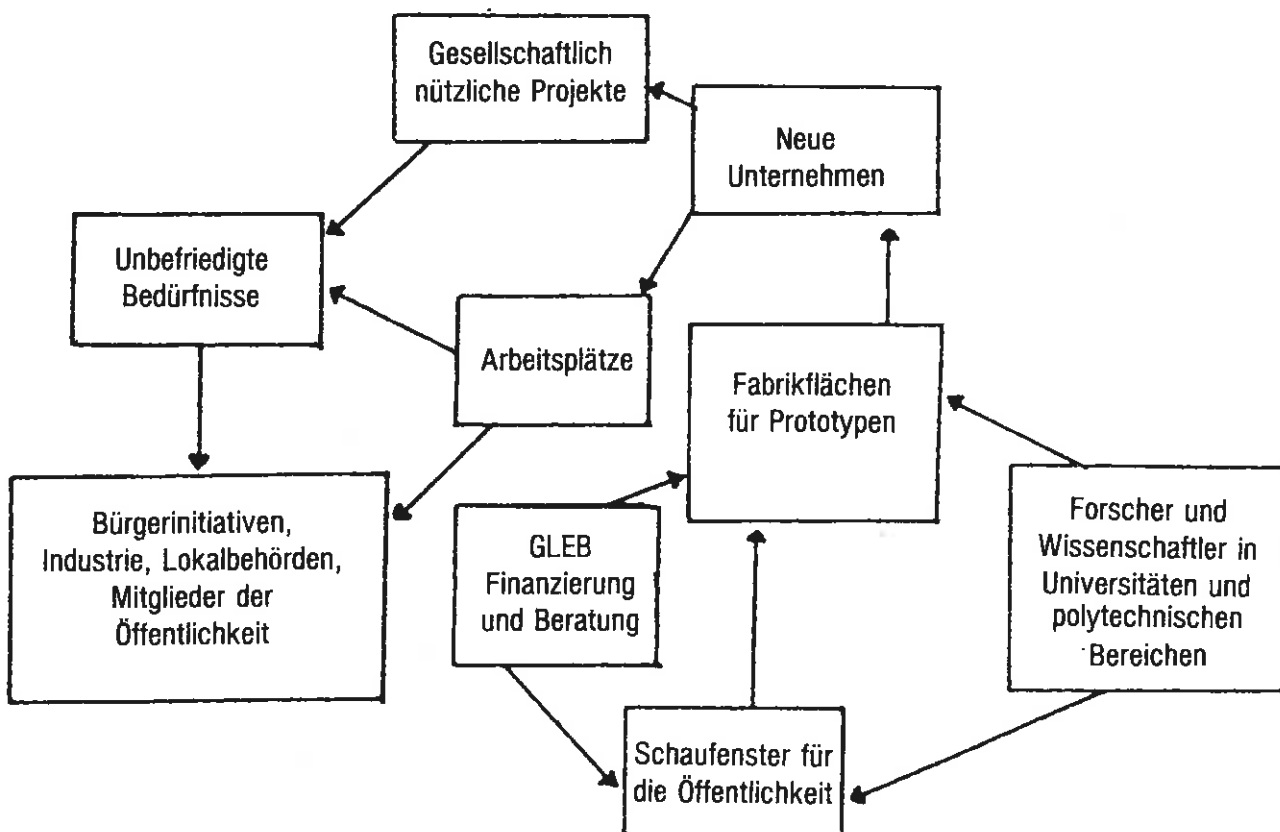 Gesellschaftlich
nützliche Projekte
Neue
Unternehmen
Unbefriedigte
Bedürfnisse
Arbeitsplätze
Fabrikflächen
für Prototypen
Bürgerinitiativen,
Industrie, Lokalbehörden,
Mitglieder der
Öffentlichkeit
GLEB
Finanzierung
und Beratung
Forscher und
Wissenschaftler in
Universitäten und
polytechnischen
Bereichen
Schaufenster für
die Öffentlichkeit